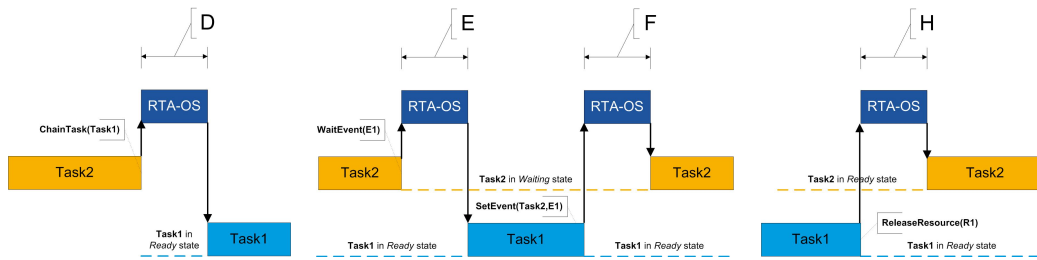 D
E
F
H
RTA-OS
RTA-OS
RTA-OS
RTA-OS
ChainTask(Task1)
WaitEvent(E1)
Task2
Task2
Task2
Task2
Task2 in Waiting state
Task2 in Ready state
SetEvent(Task2,E1)
Task1 in
Ready state
Task1
Task1 in Ready state
Task1
Task1 in Ready state
Task1
ReleaseResource(R1)
Task1 in Ready state